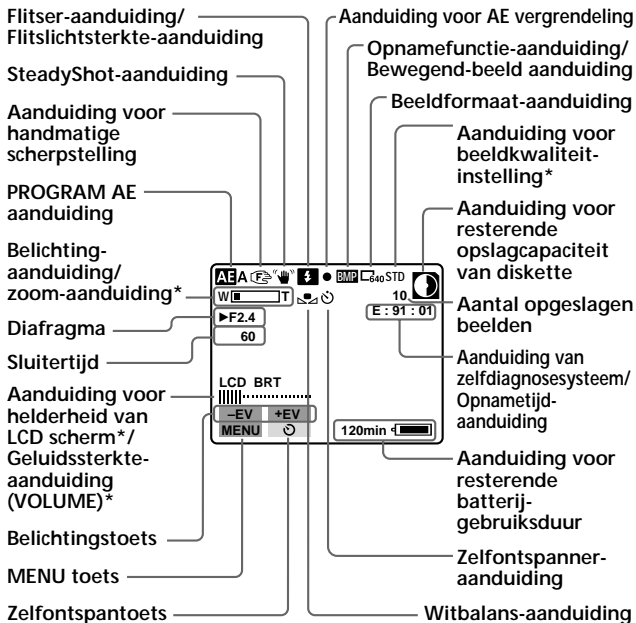 Flitser-aanduiding/
Flitslichtsterkte-aanduiding
SteadyShot-aanduiding
Aanduiding voor
handmatige
scherpstelling
PROGRAM AE
aanduiding
Belichting-
aanduiding/
zoom-aanduiding*
Diafragma
Sluitertijd
Aanduiding voor
helderheid van
LCD scherm*/
Geluidssterkte-
aanduiding
(VOLUME)*
Belichtingstoets
MENU toets
Zelfontspantoets
AE A F BMP 640 STD
W T
10
▶F2.4
E : 91 : 01
60
LCD BRT
–EV +EV
MENU
120min
Aanduiding voor AE vergrendeling
Opnamefunctie-aanduiding/
Bewegend-beeld aanduiding
Beeldformaat-aanduiding
Aanduiding voor
beeldkwaliteit-
instelling*
Aanduiding voor
resterende
opslagcapaciteit
van diskette
Aantal opgeslagen
beelden
Aanduiding van
zelfdiagnosesysteem/
Opnametijd-
aanduiding
Aanduiding voor
resterende
batterij-
gebruiksduur
Zelfontspanner-
aanduiding
Witbalans-aanduiding